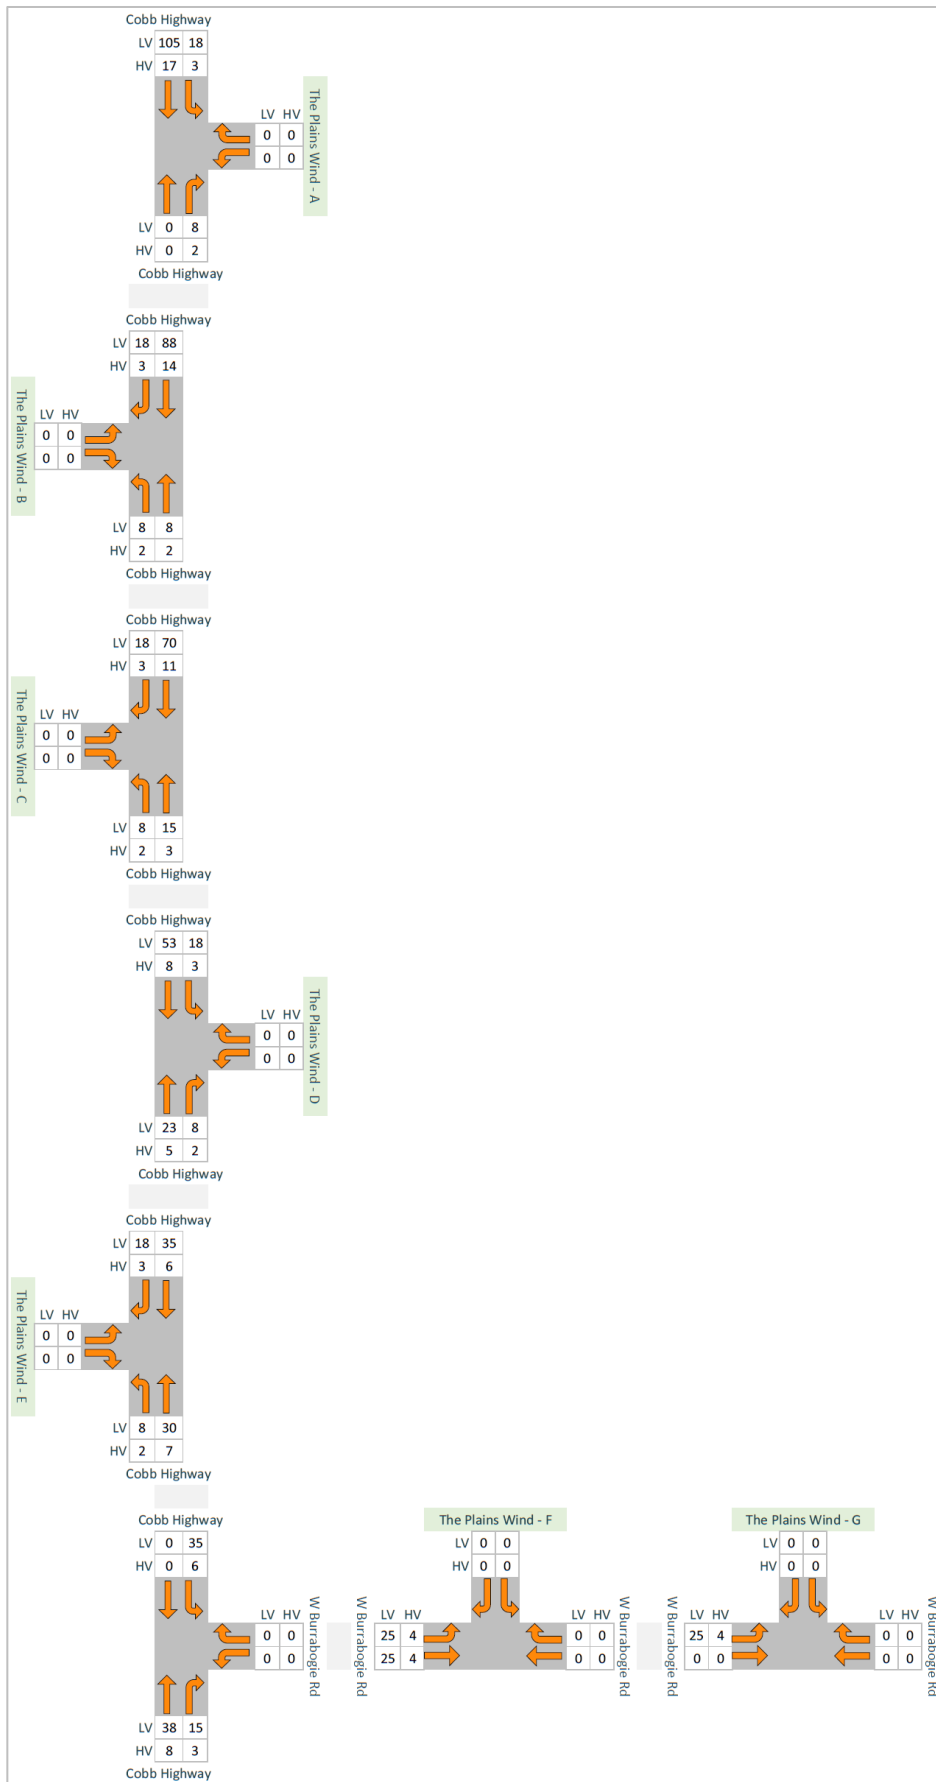 Cobb Highway
LV 105 18
HV 17 3
The Plains Wind - A
LV HV
0 0
0 0
LV 0 8
HV 0 2
Cobb Highway
Cobb Highway
LV 18 88
HV 3 14
The Plains Wind - B
LV HV
0 0
0 0
LV 8 8
HV 2 2
Cobb Highway
Cobb Highway
LV 18 70
HV 3 11
The Plains Wind - C
LV HV
0 0
0 0
LV 8 15
HV 2 3
Cobb Highway
Cobb Highway
LV 53 18
HV 8 3
The Plains Wind - D
LV HV
0 0
0 0
LV 23 8
HV 5 2
Cobb Highway
Cobb Highway
LV 18 35
HV 3 6
The Plains Wind - E
LV HV
0 0
0 0
LV 8 30
HV 2 7
Cobb Highway
Cobb Highway
LV 0 35
HV 0 6
LV HV
0 0
0 0
W Burrabogie Rd
LV 38 15
HV 8 3
Cobb Highway
The Plains Wind - F
LV 0 0
HV 0 0
W Burrabogie Rd
LV HV
25 4
25 4
LV HV
0 0
0 0
W Burrabogie Rd
The Plains Wind - G
LV 0 0
HV 0 0
W Burrabogie Rd
LV HV
25 4
0 0
LV HV
0 0
0 0
W Burrabogie Rd